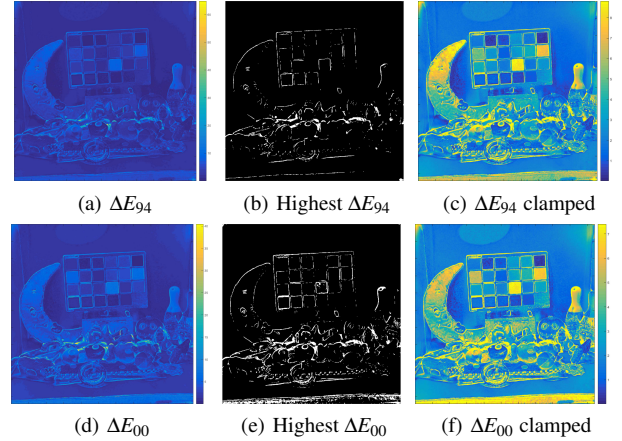 (a) ΔE94
(b) Highest ΔE94
(c) ΔE94 clamped
(d) ΔE00
(e) Highest ΔE00
(f) ΔE00 clamped